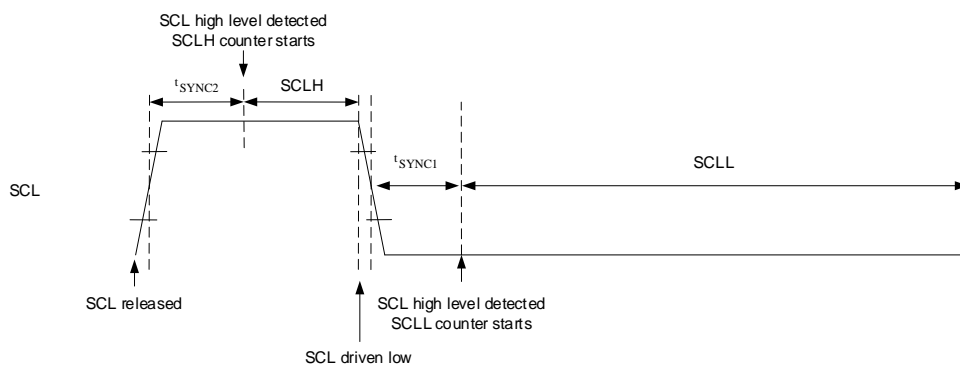 SCL high level detected
SCLH counter starts
tSYNC2
SCLH
tSYNC1
SCLL
SCL
SCL released
SCL high level detected
SCLL counter starts
SCL driven low